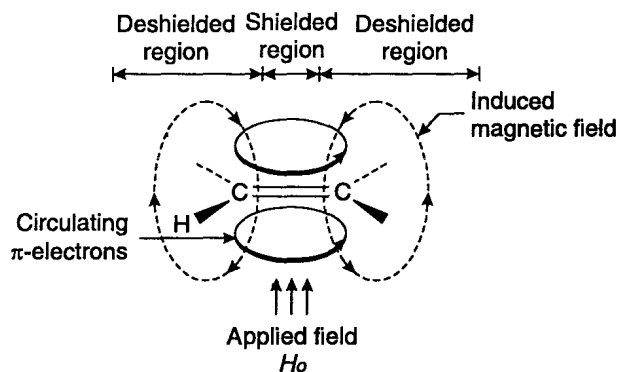 Deshielded Shielded Deshielded
region region region
Induced
magnetic field
C C
H
Circulating
π-electrons
Applied field
Ho